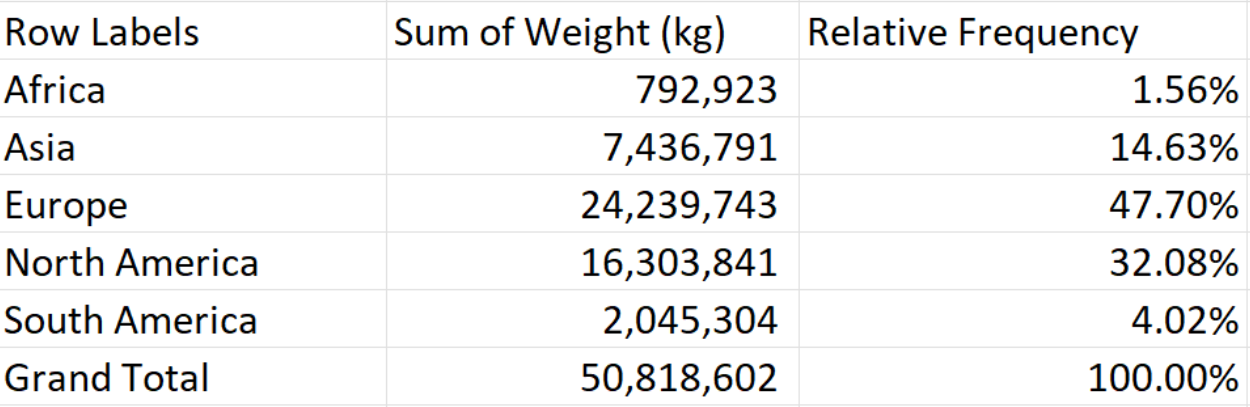 Row Labels Sum of Weight (kg) Relative Frequency
Africa 792,923 1.56%
Asia 7,436,791 14.63%
Europe 24,239,743 47.70%
North America 16,303,841 32.08%
South America 2,045,304 4.02%
Grand Total 50,818,602 100.00%